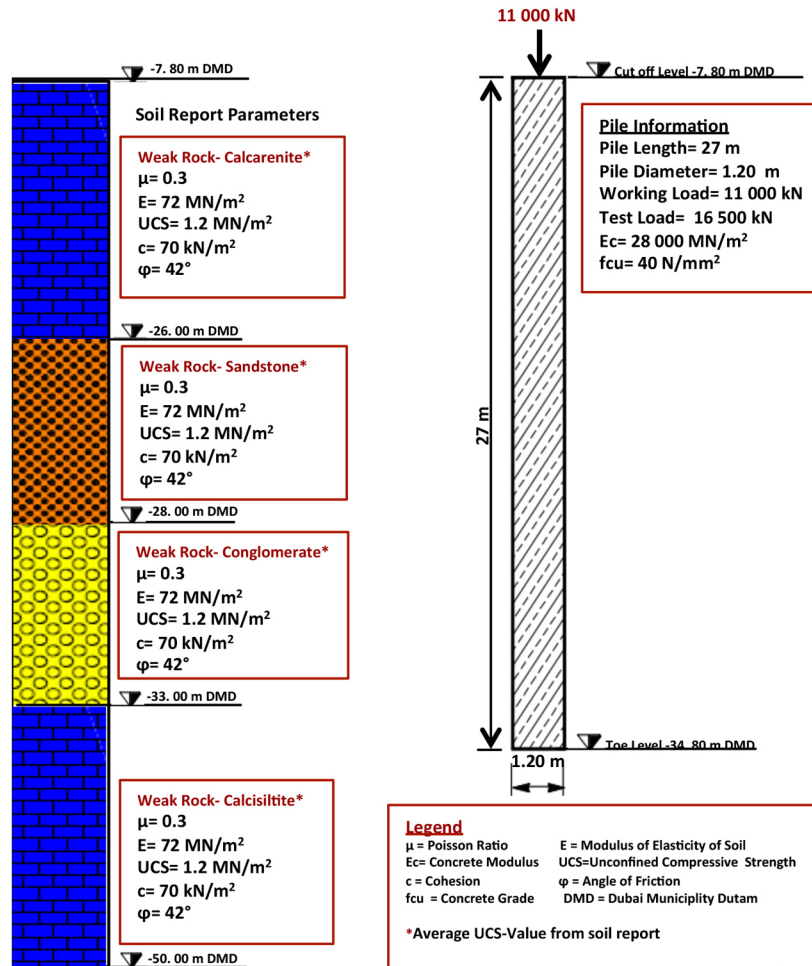 11 000 kN
-7. 80 m DMD
Cut off Level -7. 80 m DMD
Soil Report Parameters
Weak Rock- Calcarenite*
μ= 0.3
E= 72 MN/m²
UCS= 1.2 MN/m²
c= 70 kN/m²
φ= 42°
Pile Information
Pile Length= 27 m
Pile Diameter= 1.20 m
Working Load= 11 000 kN
Test Load= 16 500 kN
Ec= 28 000 MN/m²
fcu= 40 N/mm²
-26. 00 m DMD
Weak Rock- Sandstone*
μ= 0.3
E= 72 MN/m²
UCS= 1.2 MN/m²
c= 70 kN/m²
φ= 42°
27 m
-28. 00 m DMD
Weak Rock- Conglomerate*
μ= 0.3
E= 72 MN/m²
UCS= 1.2 MN/m²
c= 70 kN/m²
φ= 42°
-33. 00 m DMD
Toe Level -34. 80 m DMD
1.20 m
Weak Rock- Calcisiltite*
μ= 0.3
E= 72 MN/m²
UCS= 1.2 MN/m²
c= 70 kN/m²
φ= 42°
-50. 00 m DMD
Legend
μ = Poisson Ratio E = Modulus of Elasticity of Soil
Ec= Concrete Modulus UCS=Unconfined Compressive Strength
c = Cohesion φ = Angle of Friction
fcu = Concrete Grade DMD = Dubai Municiplity Dutam
*Average UCS-Value from soil report